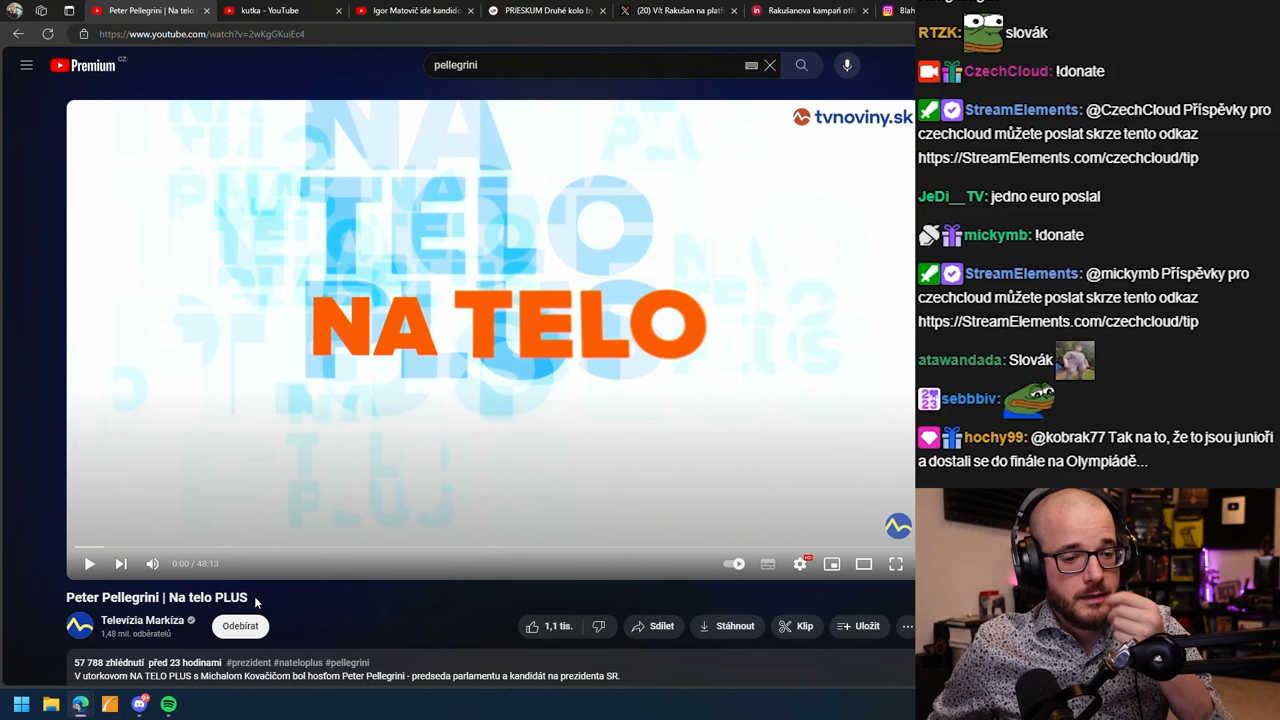 Peter Pellegrini | Na telo
kutka - YouTube
Igor Matovič ide kandido
PRIESKUM Druhé kolo by
(20) Vít Rakušan na platf
Rakušanova kampaň otř
Blah
https://www.youtube.com/watch?v=2wKgGKuiEc4
Premium CZ
pellegrini
tvnoviny.sk
NA TELO
0:00 / 48:13
HD
Peter Pellegrini | Na telo PLUS
Televízia Markíza
1,48 mil. odběratelů
Odebírat
1,1 tis.
Sdílet
Stáhnout
Klip
Uložit
57 788 zhlédnutí před 23 hodinami #prezident #nateloplus #pellegrini
V utorkovom NA TELO PLUS s Michalom Kovačičom bol hosťom Peter Pellegrini - predseda parlamentu a kandidát na prezidenta SR.
RTZK: slovák
CzechCloud: !donate
StreamElements: @CzechCloud Příspěvky pro
czechcloud můžete poslat skrze tento odkaz
https://StreamElements.com/czechcloud/tip
JeDi__TV: jedno euro poslal
mickymb: !donate
StreamElements: @mickymb Příspěvky pro
czechcloud můžete poslat skrze tento odkaz
https://StreamElements.com/czechcloud/tip
atawandada: Slovák
sebbbiv:
hochy99: @kobrak77 Tak na to, že to jsou junioři
a dostali se do finále na Olympiádě...